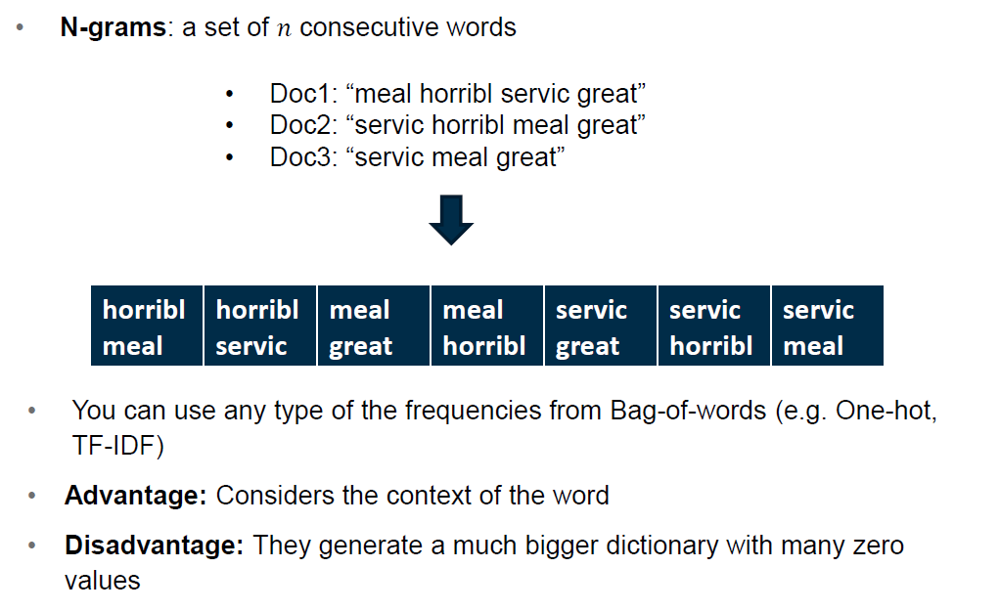 • N-grams: a set of n consecutive words
• Doc1: “meal horribl servic great”
• Doc2: “servic horribl meal great”
• Doc3: “servic meal great”
horribl meal
horribl servic
meal great
meal horribl
servic great
servic horribl
servic meal
• You can use any type of the frequencies from Bag-of-words (e.g. One-hot,
TF-IDF)
• Advantage: Considers the context of the word
• Disadvantage: They generate a much bigger dictionary with many zero
values